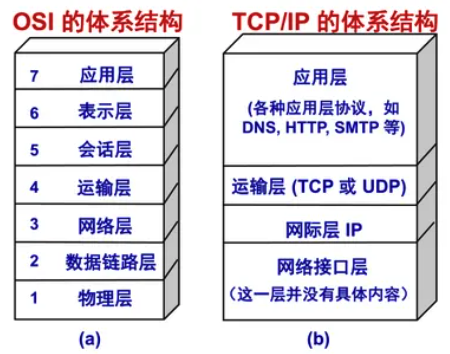 OSI 的体系结构
7 应用层
6 表示层
5 会话层
4 运输层
3 网络层
2 数据链路层
1 物理层
(a)
TCP/IP 的体系结构
应用层
(各种应用层协议，如
DNS, HTTP, SMTP 等)
运输层 (TCP 或 UDP)
网际层 IP
网络接口层
（这一层并没有具体内容）
(b)